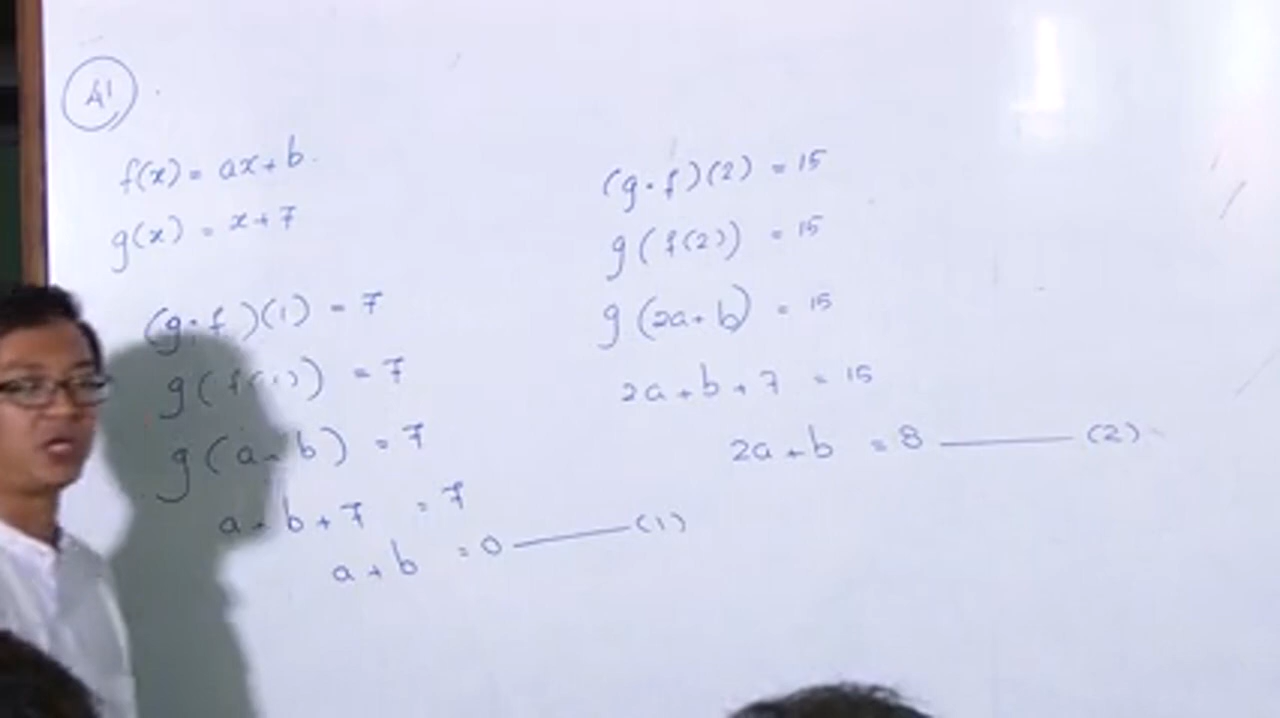 41
f(x) = ax + b
g(x) = x + 7
(g∘f)(1) = 7
g(f(1)) = 7
g(a+b) = 7
a + b + 7 = 7
a + b = 0 ——— (1)
(g∘f)(2) = 15
g(f(2)) = 15
g(2a+b) = 15
2a + b + 7 = 15
2a + b = 8 ——— (2)